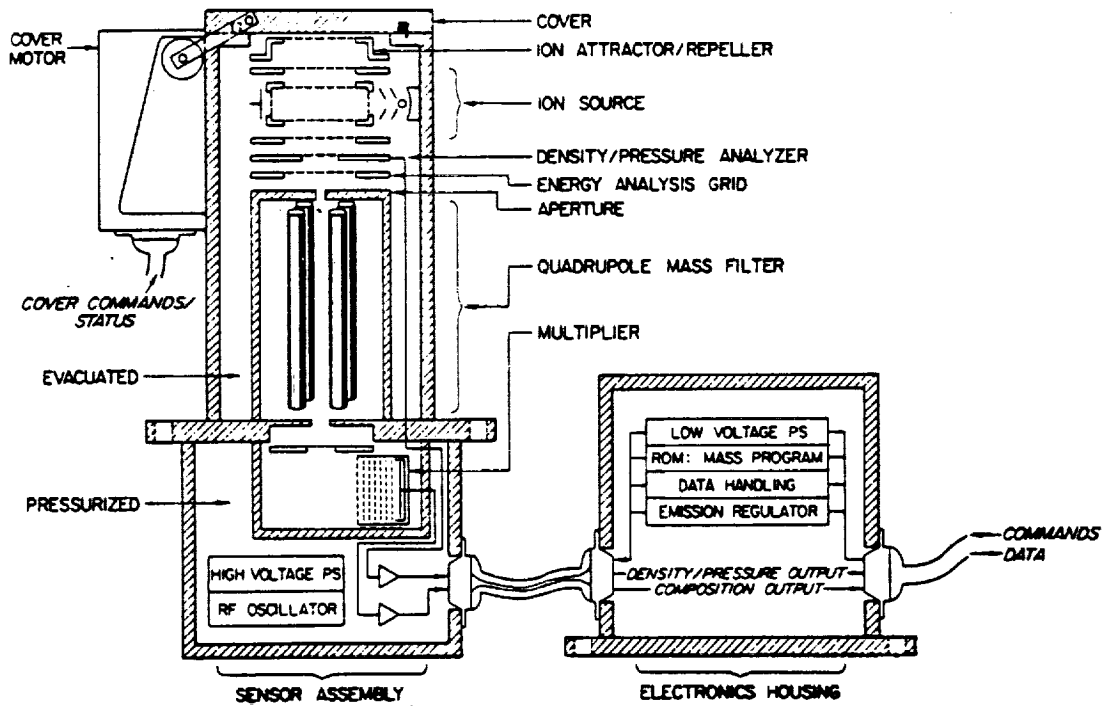 COVER
MOTOR
COVER
ION ATTRACTOR/REPELLER
ION SOURCE
DENSITY/PRESSURE ANALYZER
ENERGY ANALYSIS GRID
APERTURE
QUADRUPOLE MASS FILTER
COVER COMMANDS/
STATUS
MULTIPLIER
EVACUATED
PRESSURIZED
LOW VOLTAGE PS
ROM: MASS PROGRAM
DATA HANDLING
EMISSION REGULATOR
COMMANDS
DATA
HIGH VOLTAGE PS
RF OSCILLATOR
DENSITY/PRESSURE OUTPUT
COMPOSITION OUTPUT
SENSOR ASSEMBLY
ELECTRONICS HOUSING